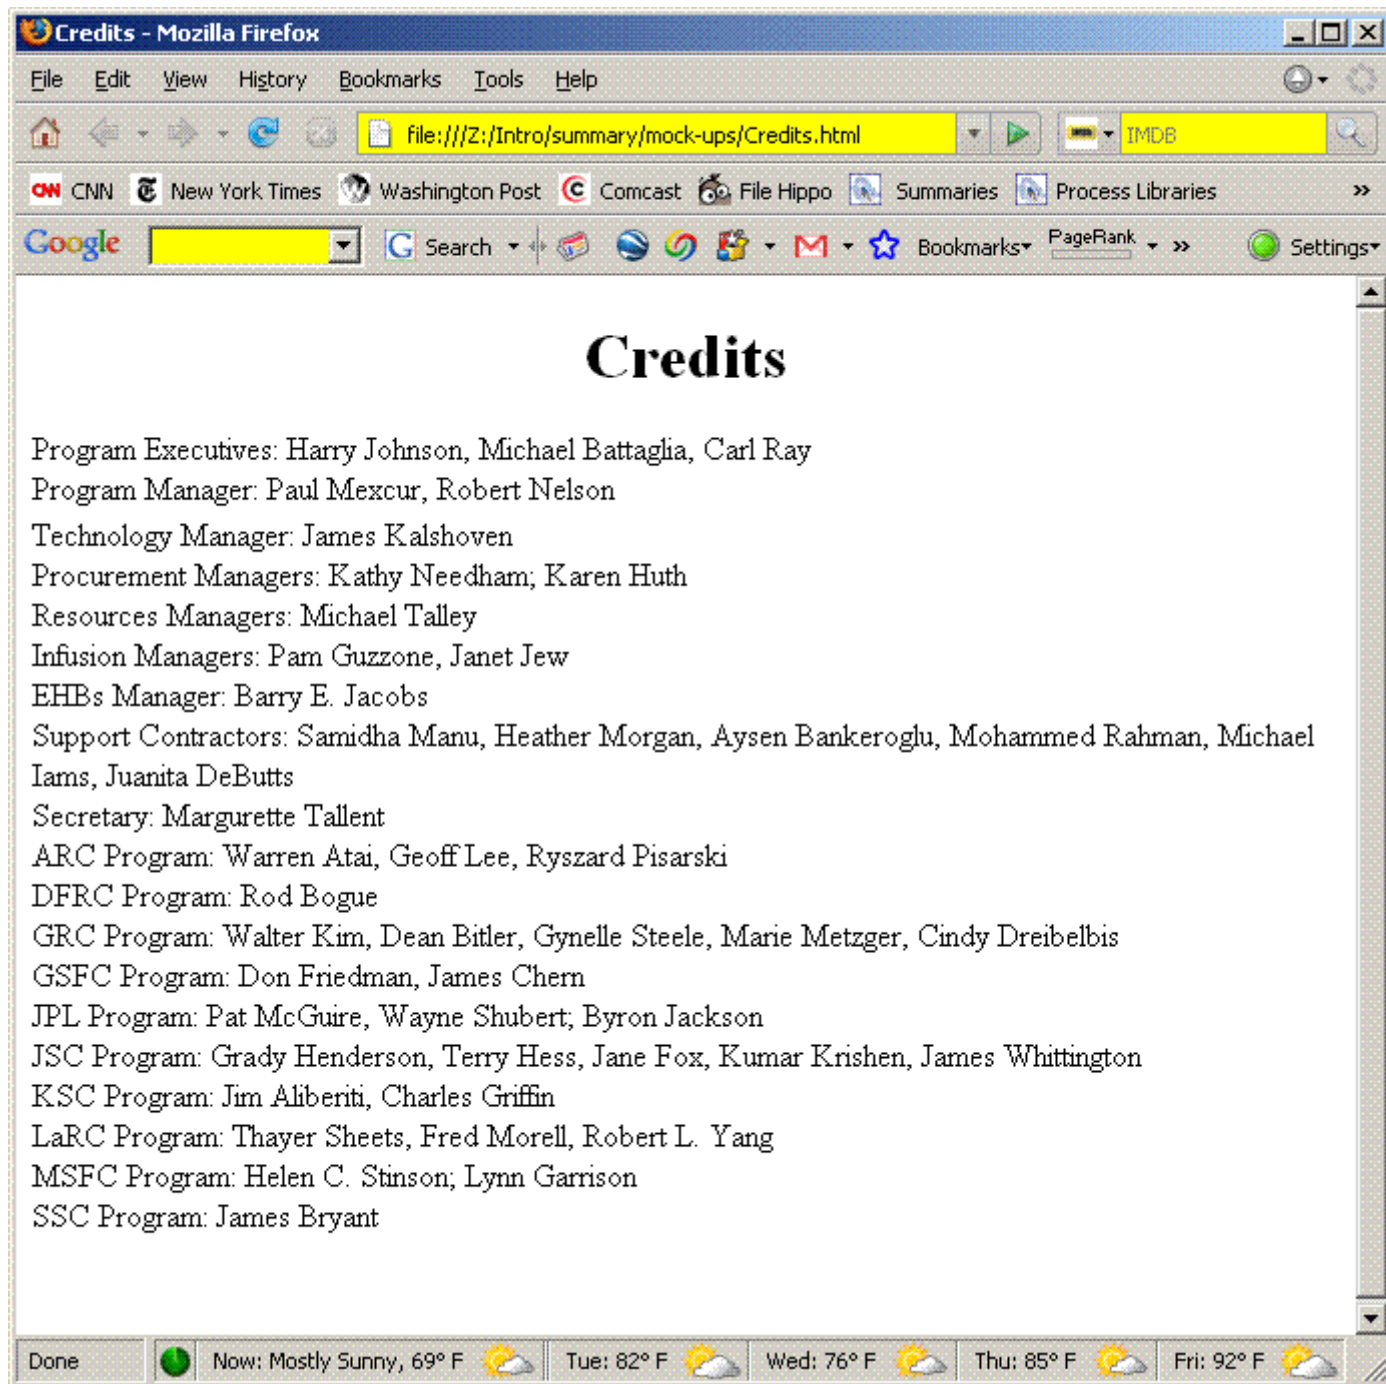 Credits - Mozilla Firefox
File Edit View History Bookmarks Tools Help
file:///Z:/Intro/summary/mock-ups/Credits.html IMDB
CNN CNN New York Times Washington Post Comcast File Hippo Summaries Process Libraries »
Google G Search Bookmarks PageRank » Settings
Credits
Program Executives: Harry Johnson, Michael Battaglia, Carl Ray
Program Manager: Paul Mexcur, Robert Nelson
Technology Manager: James Kalshoven
Procurement Managers: Kathy Needham; Karen Huth
Resources Managers: Michael Talley
Infusion Managers: Pam Guzzone, Janet Jew
EHBs Manager: Barry E. Jacobs
Support Contractors: Samidha Manu, Heather Morgan, Aysen Bankeroglu, Mohammed Rahman, Michael
Iams, Juanita DeButts
Secretary: Margurette Tallent
ARC Program: Warren Atai, Geoff Lee, Ryszard Pisarski
DFRC Program: Rod Bogue
GRC Program: Walter Kim, Dean Bitler, Gynelle Steele, Marie Metzger, Cindy Dreibelbis
GSFC Program: Don Friedman, James Chern
JPL Program: Pat McGuire, Wayne Shubert; Byron Jackson
JSC Program: Grady Henderson, Terry Hess, Jane Fox, Kumar Krishen, James Whittington
KSC Program: Jim Aliberiti, Charles Griffin
LaRC Program: Thayer Sheets, Fred Morell, Robert L. Yang
MSFC Program: Helen C. Stinson; Lynn Garrison
SSC Program: James Bryant
Done Now: Mostly Sunny, 69° F Tue: 82° F Wed: 76° F Thu: 85° F Fri: 92° F